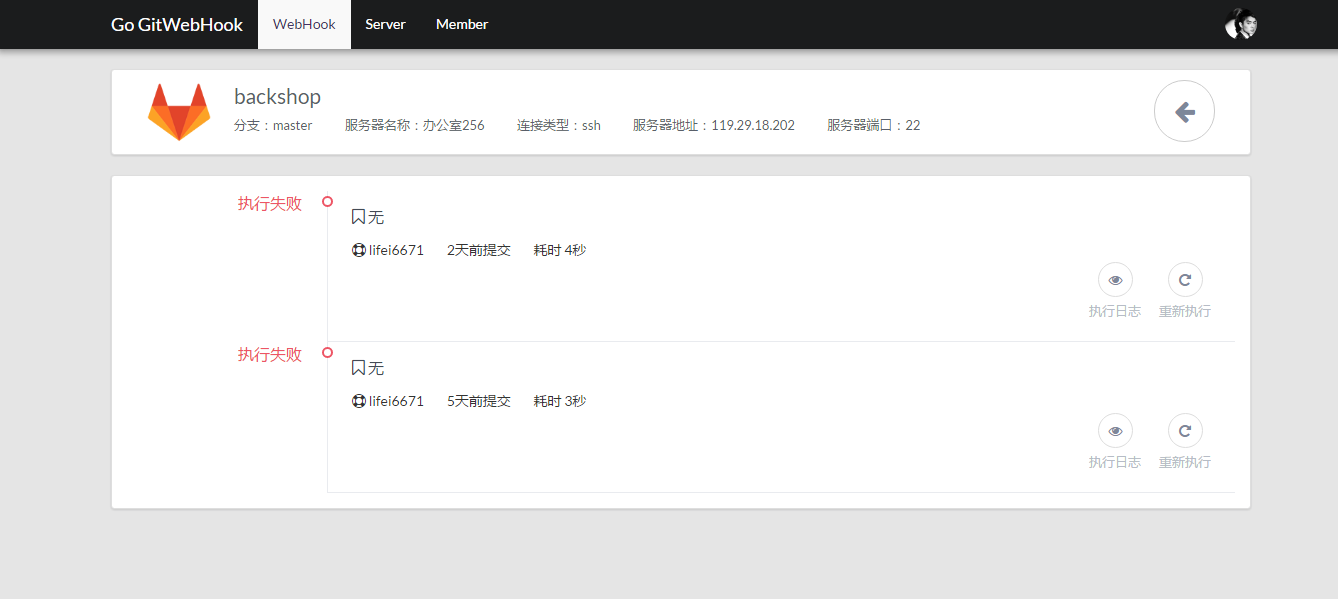 Go GitWebHook WebHook Server Member
backshop
分支：master 服务器名称：办公室256 连接类型：ssh 服务器地址：119.29.18.202 服务器端口：22
执行失败
无
lifei6671 2天前提交 耗时 4秒
执行日志 重新执行
执行失败
无
lifei6671 5天前提交 耗时 3秒
执行日志 重新执行